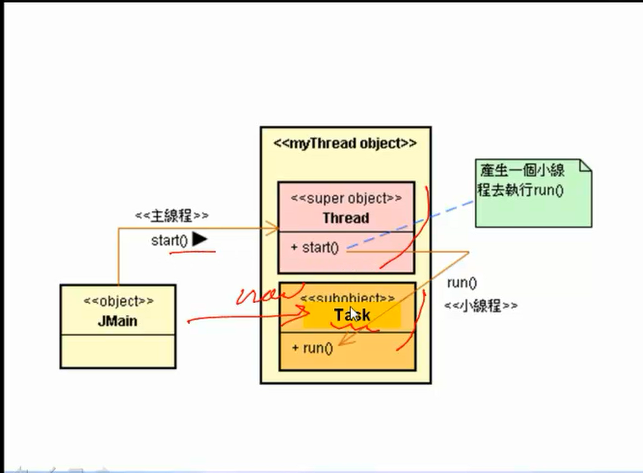 <<myThread object>>
<<super object>>
Thread
+ start()
產生一個小線
程去執行run()
<<主線程>>
start()
<<object>>
JMain
<<subobject>>
Task
+ run()
run()
<<小線程>>